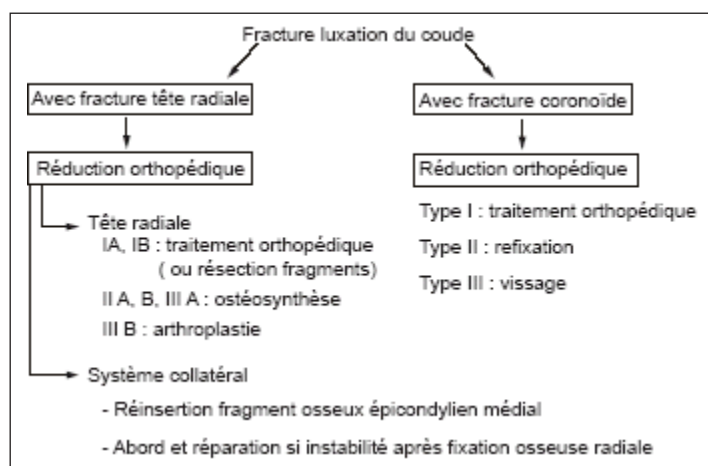 Fracture luxation du coude
Avec fracture tête radiale
Réduction orthopédique
Tête radiale
IA, IB : traitement orthopédique
( ou résection fragments)
II A, B, III A : ostéosynthèse
III B : arthroplastie
Système collatéral
- Réinsertion fragment osseux épicondylien médial
- Abord et réparation si instabilité après fixation osseuse radiale
Avec fracture coronoïde
Réduction orthopédique
Type I : traitement orthopédique
Type II : refixation
Type III : vissage